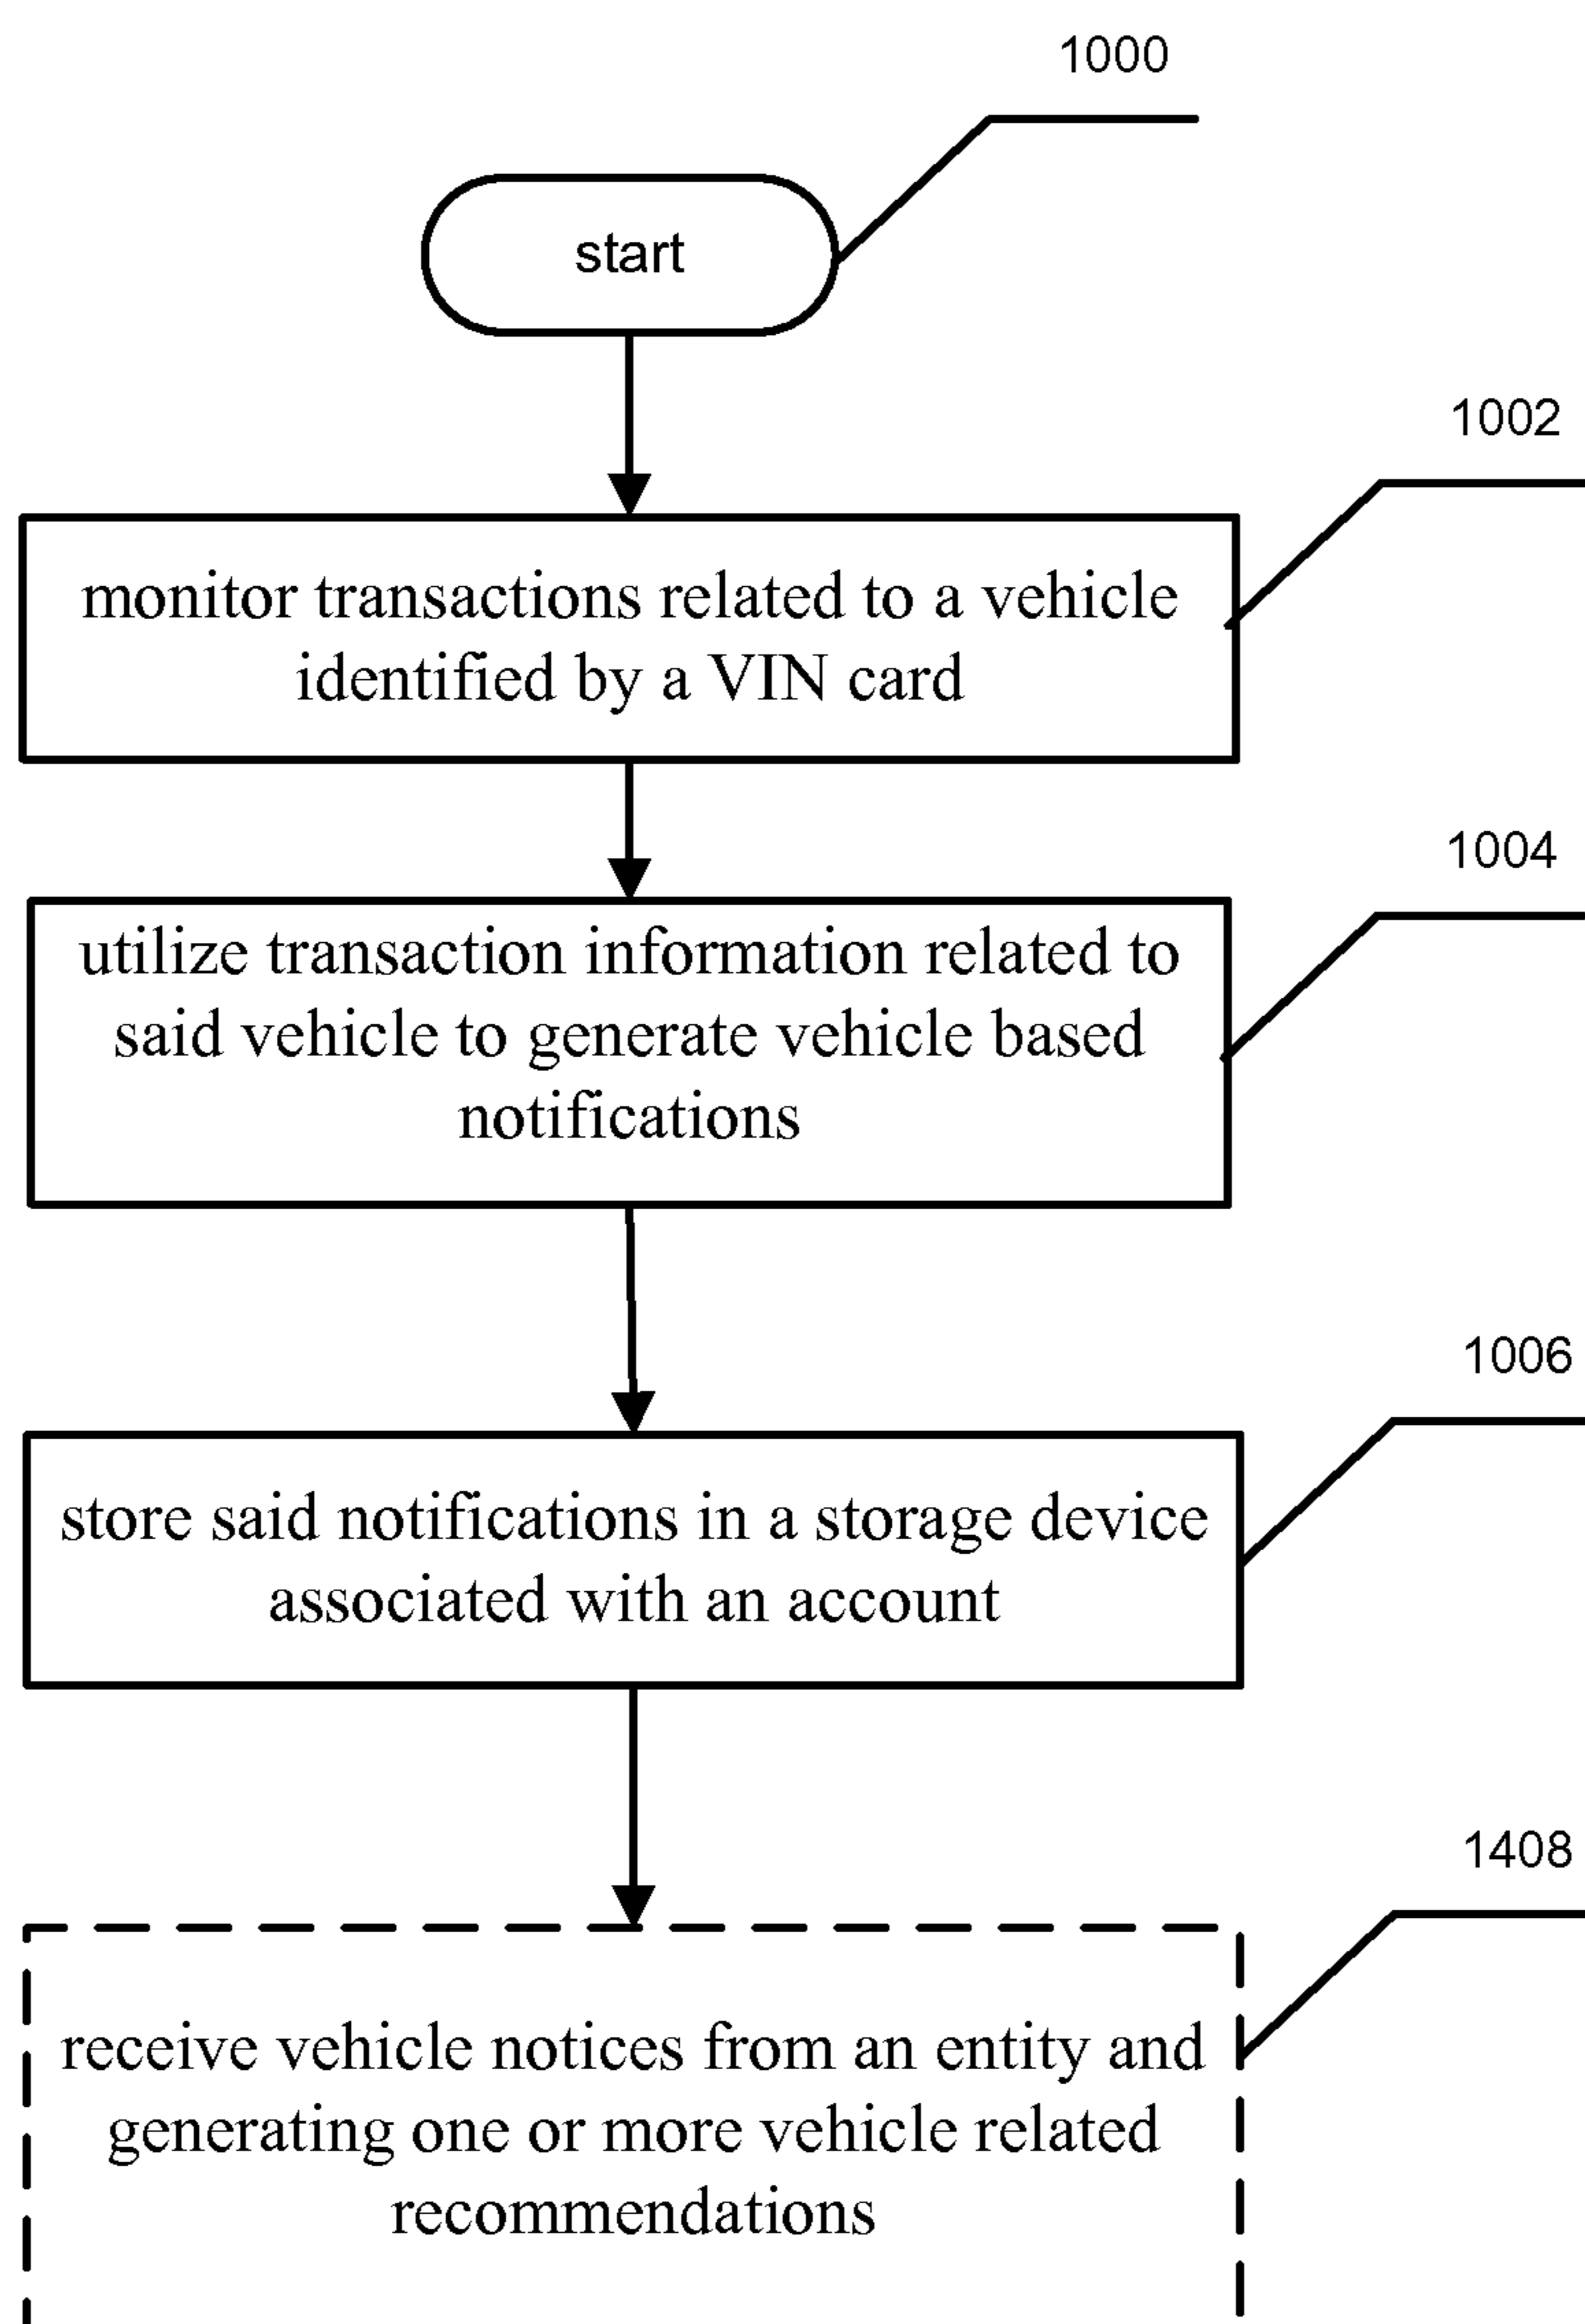 1000
start
1002
monitor transactions related to a vehicle
identified by a VIN card
1004
utilize transaction information related to
said vehicle to generate vehicle based
notifications
1006
store said notifications in a storage device
associated with an account
1408
receive vehicle notices from an entity and
generating one or more vehicle related
recommendations